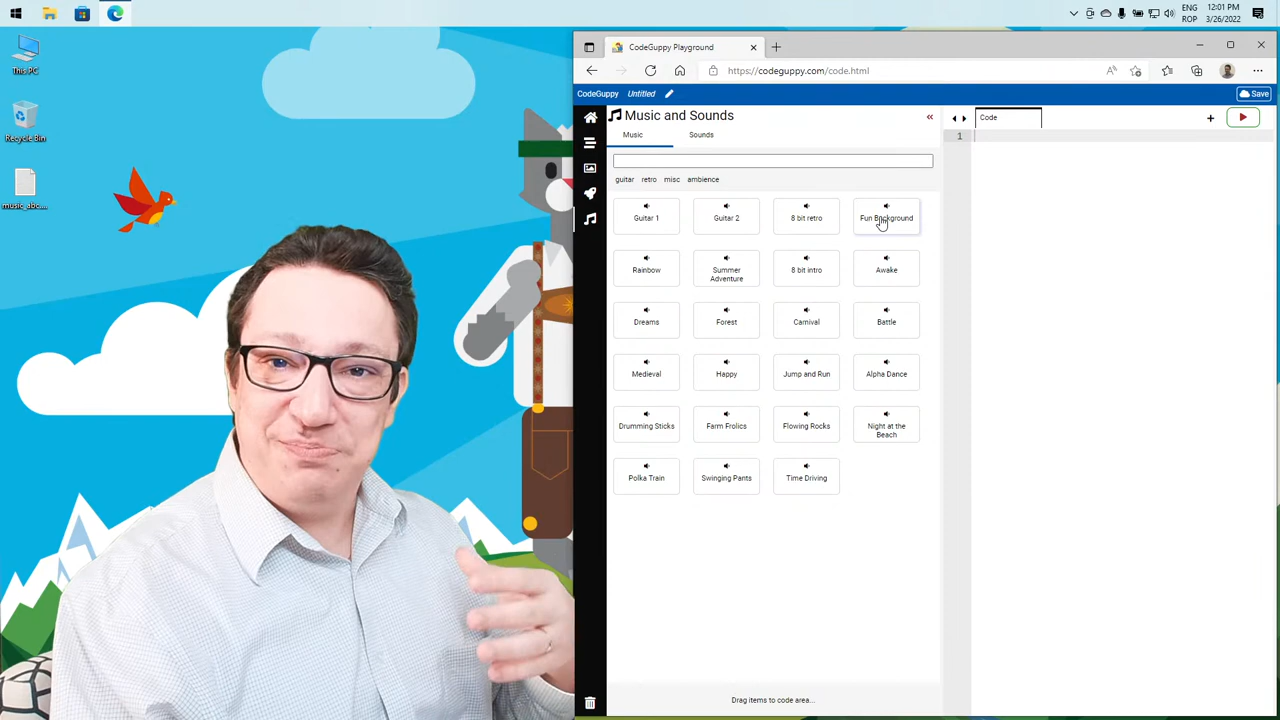 ENG
ROP
12:01 PM
3/26/2022
This PC
Recycle Bin
music_abc....
CodeGuppy Playground
https://codeguppy.com/code.html
CodeGuppy Untitled
Save
Music and Sounds
Music Sounds
guitar retro misc ambience
Guitar 1
Guitar 2
8 bit retro
Fun Background
Rainbow
Summer
Adventure
8 bit intro
Awake
Dreams
Forest
Carnival
Battle
Medieval
Happy
Jump and Run
Alpha Dance
Drumming Sticks
Farm Frolics
Flowing Rocks
Night at the
Beach
Polka Train
Swinging Pants
Time Driving
Drag items to code area...
Code
1